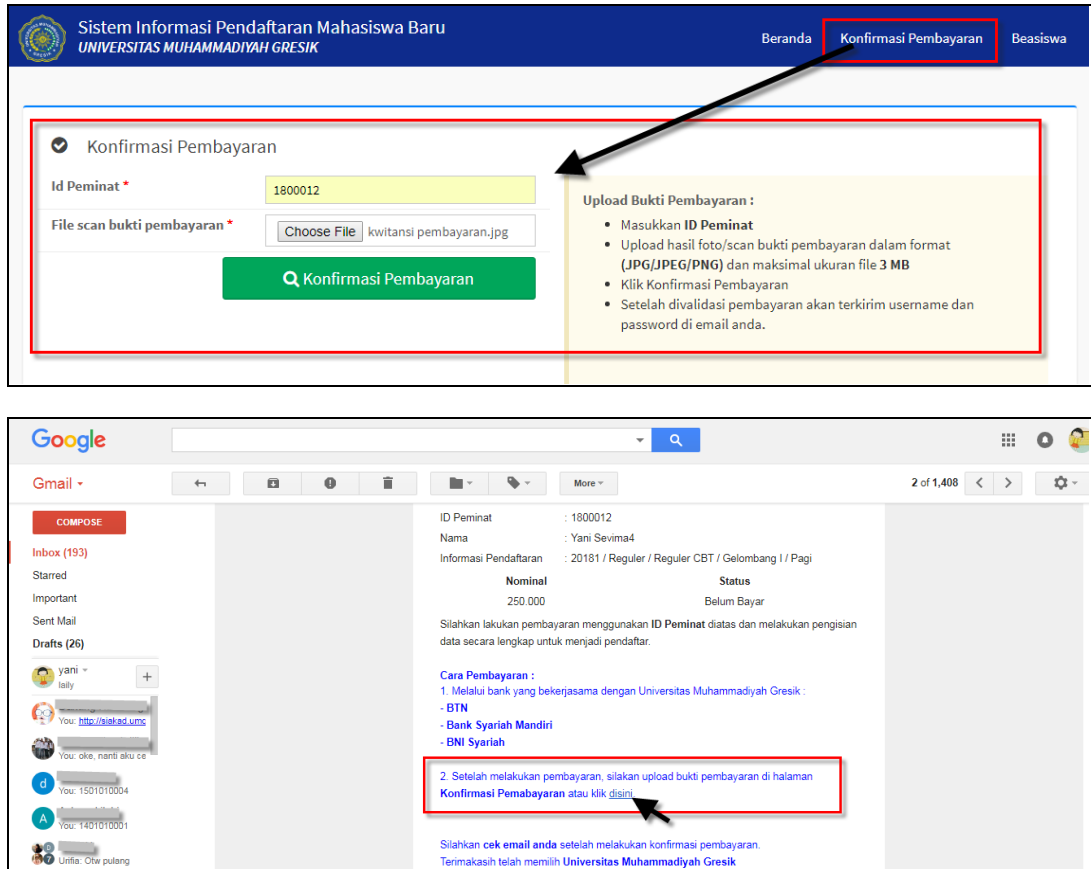 Sistem Informasi Pendaftaran Mahasiswa Baru
UNIVERSITAS MUHAMMADIYAH GRESIK
Beranda
Konfirmasi Pembayaran
Beasiswa
Konfirmasi Pembayaran
Id Peminat *
1800012
File scan bukti pembayaran *
Choose File kwitansi pembayaran.jpg
Konfirmasi Pembayaran
Upload Bukti Pembayaran :
Masukkan ID Peminat
Upload hasil foto/scan bukti pembayaran dalam format
(JPG/JPEG/PNG) dan maksimal ukuran file 3 MB
Klik Konfirmasi Pembayaran
Setelah divalidasi pembayaran akan terkirim username dan
password di email anda.
Google
Gmail
More
2 of 1,408
COMPOSE
Inbox (193)
Starred
Important
Sent Mail
Drafts (26)
yani
laily
You: http://siakad.umg
You: oke, nanti aku ce
d
You: 1501010004
A
You: 1401010001
D
7
Urifia: Otw pulang
ID Peminat : 1800012
Nama : Yani Sevima4
Informasi Pendaftaran : 20181 / Reguler / Reguler CBT / Gelombang I / Pagi
Nominal Status
250.000 Belum Bayar
Silahkan lakukan pembayaran menggunakan ID Peminat diatas dan melakukan pengisian
data secara lengkap untuk menjadi pendaftar.
Cara Pembayaran :
1. Melalui bank yang bekerjasama dengan Universitas Muhammadiyah Gresik :
- BTN
- Bank Syariah Mandiri
- BNI Syariah
2. Setelah melakukan pembayaran, silakan upload bukti pembayaran di halaman
Konfirmasi Pemabayaran atau klik disini.
Silahkan cek email anda setelah melakukan konfirmasi pembayaran.
Terimakasih telah memilih Universitas Muhammadiyah Gresik